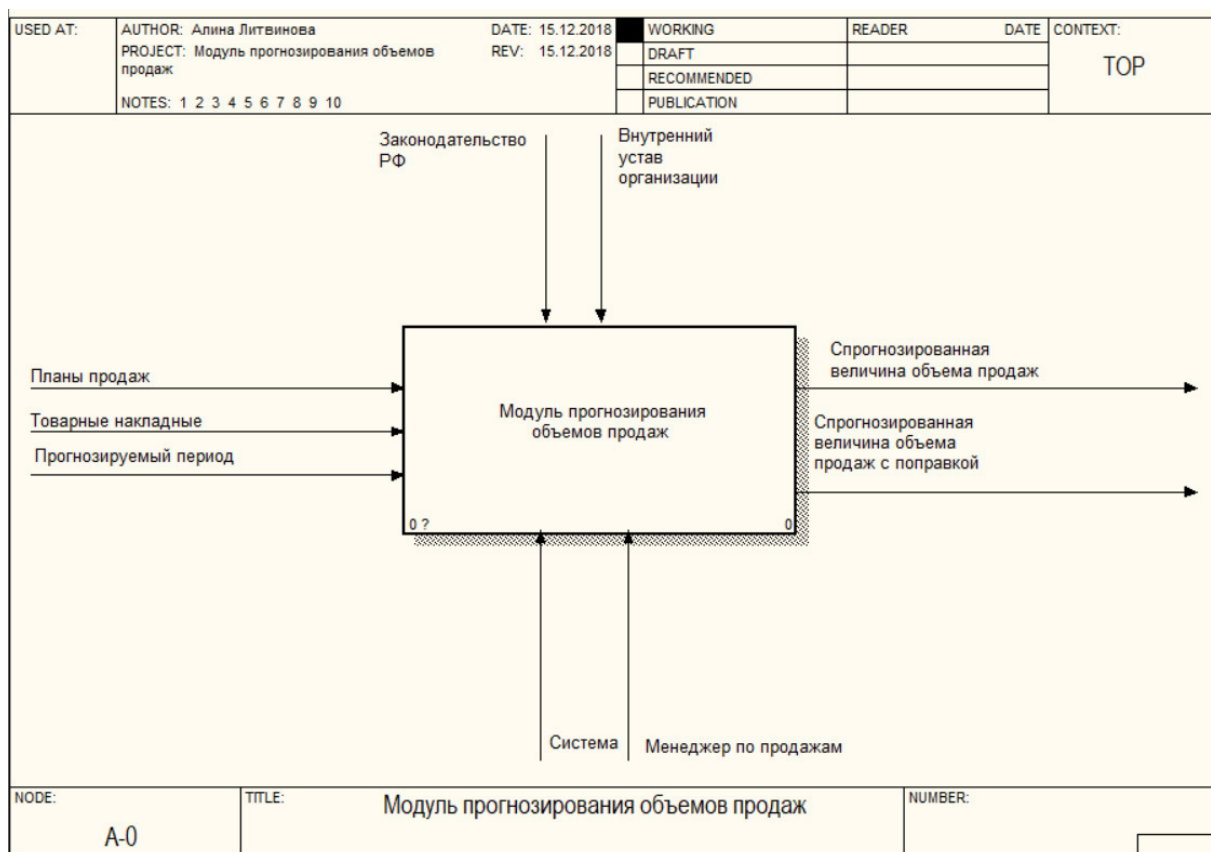 USED AT:
AUTHOR: Алина Литвинова
DATE: 15.12.2018
PROJECT: Модуль прогнозирования объемов
продаж
REV: 15.12.2018
NOTES: 1 2 3 4 5 6 7 8 9 10
WORKING
DRAFT
RECOMMENDED
PUBLICATION
READER
DATE
CONTEXT:
TOP
Законодательство
РФ
Внутренний
устав
организации
Планы продаж
Товарные накладные
Прогнозируемый период
Модуль прогнозирования
объемов продаж
0 ?
0
Спрогнозированная
величина объема продаж
Спрогнозированная
величина объема
продаж с поправкой
Система
Менеджер по продажам
NODE:
A-0
TITLE:
Модуль прогнозирования объемов продаж
NUMBER: